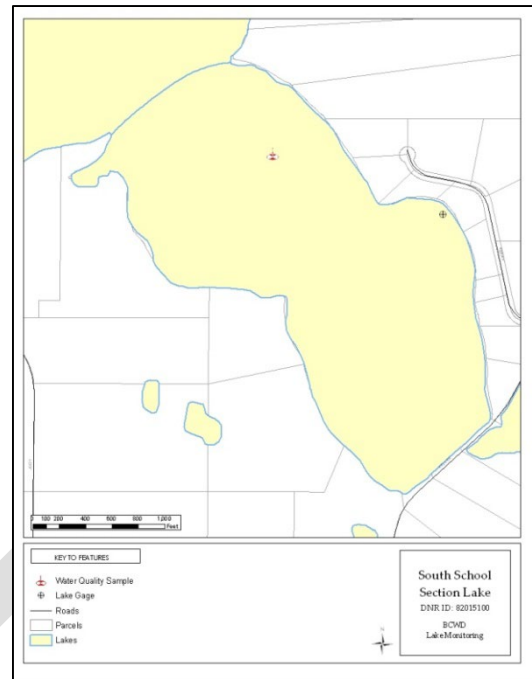 0 100 200 400 600 800 1,000
Feet
KEY TO FEATURES
Water Quality Sample
Lake Gage
Roads
Parcels
Lakes
N
South School
Section Lake
DNR ID: 82015100
BCWD
Lake Monitoring